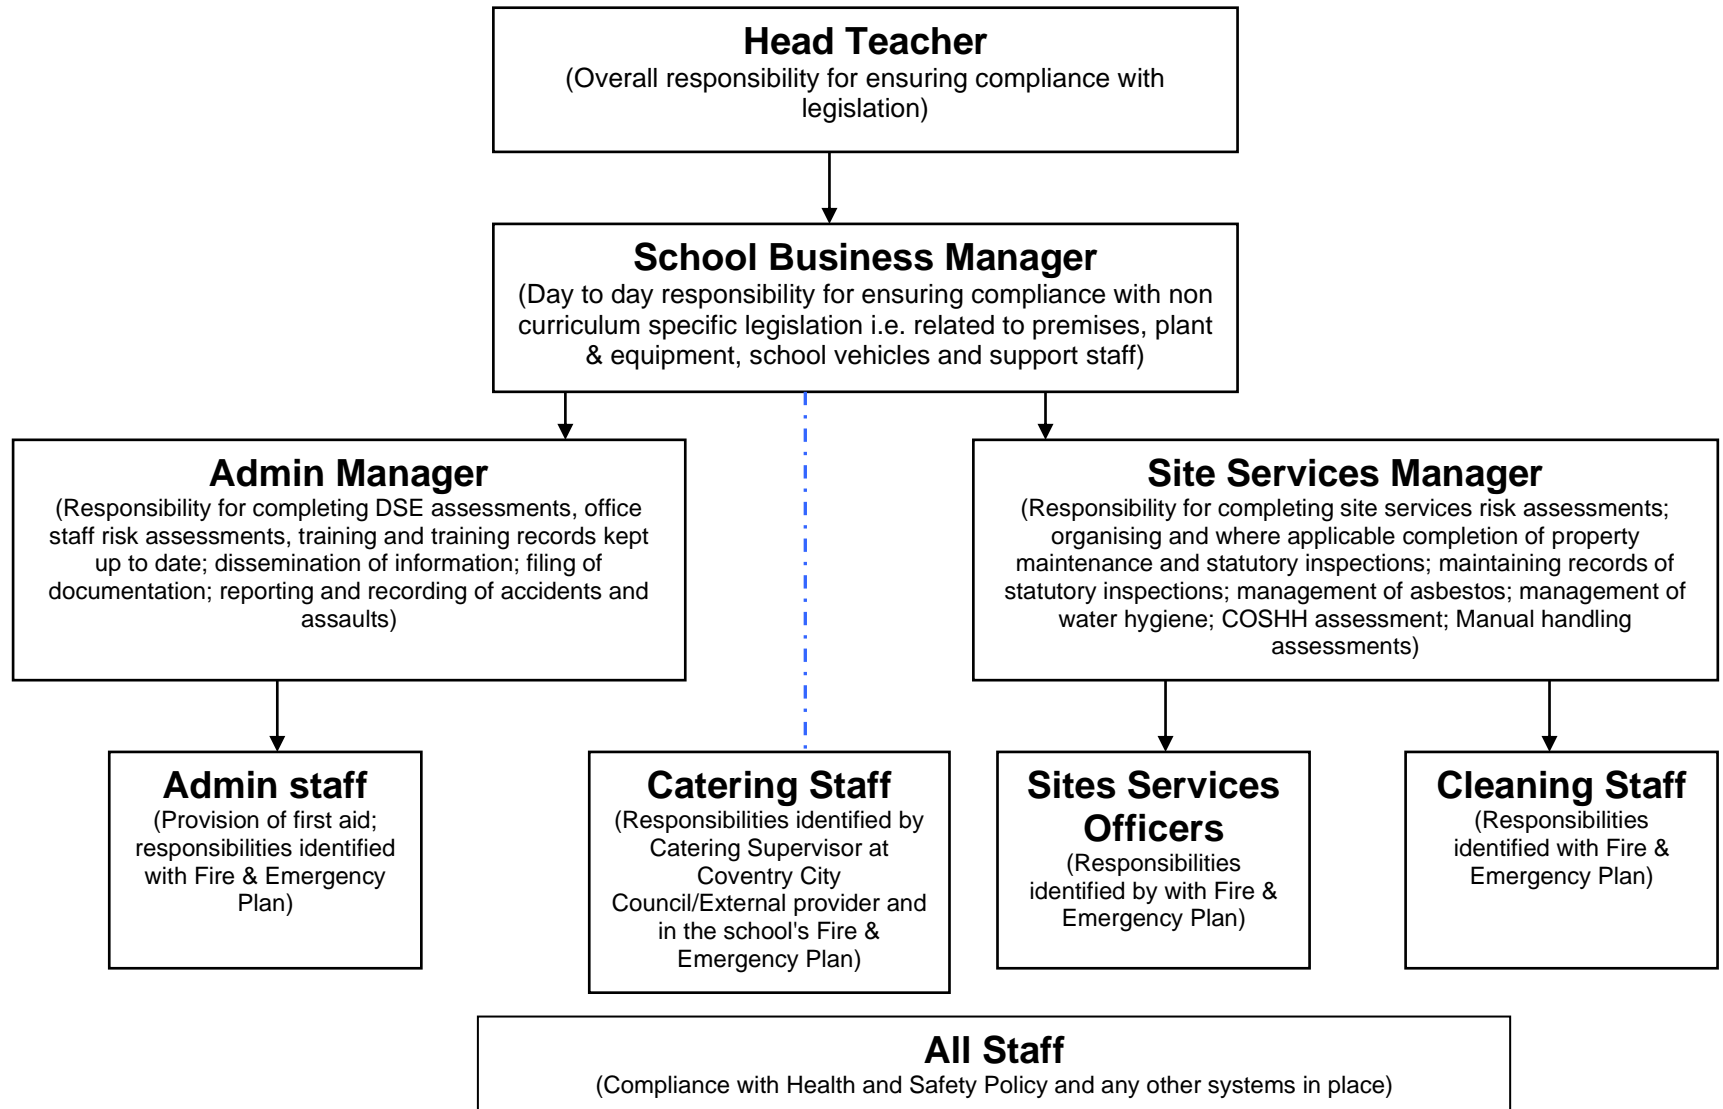 Head Teacher
(Overall responsibility for ensuring compliance with
legislation)
School Business Manager
(Day to day responsibility for ensuring compliance with non
curriculum specific legislation i.e. related to premises, plant
& equipment, school vehicles and support staff)
Admin Manager
(Responsibility for completing DSE assessments, office
staff risk assessments, training and training records kept
up to date; dissemination of information; filing of
documentation; reporting and recording of accidents and
assaults)
Site Services Manager
(Responsibility for completing site services risk assessments;
organising and where applicable completion of property
maintenance and statutory inspections; maintaining records of
statutory inspections; management of asbestos; management of
water hygiene; COSHH assessment; Manual handling
assessments)
Admin staff
(Provision of first aid;
responsibilities identified
with Fire & Emergency
Plan)
Catering Staff
(Responsibilities identified by
Catering Supervisor at
Coventry City
Council/External provider and
in the school's Fire &
Emergency Plan)
Sites Services
Officers
(Responsibilities
identified by with Fire &
Emergency Plan)
Cleaning Staff
(Responsibilities
identified with Fire &
Emergency Plan)
All Staff
(Compliance with Health and Safety Policy and any other systems in place)